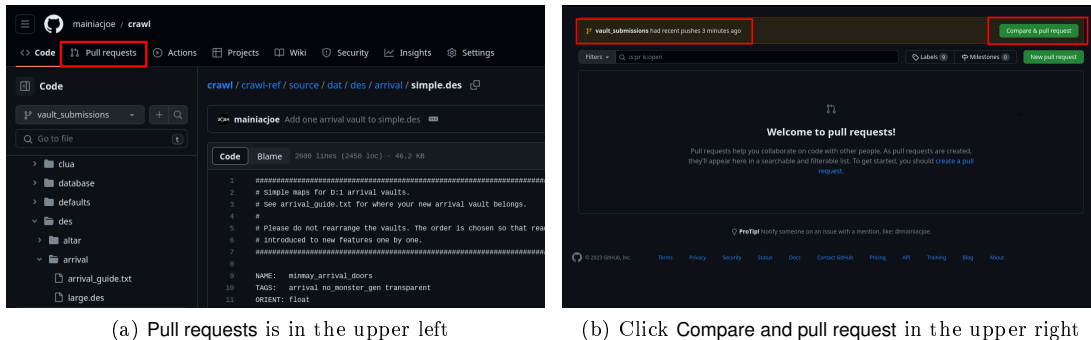 mainiacjoe / crawl
Code Pull requests Actions Projects Wiki Security Insights Settings
Code
vault_submissions
Go to file t
clua
database
defaults
des
altar
arrival
arrival_guide.txt
large.des
crawl / crawl-ref / source / dat / des / arrival / simple.des
mainiacjoe Add one arrival vault to simple.des
Code Blame 2600 lines (2450 loc) · 46.2 KB
1 ##########################################################################
2 # Simple maps for D:1 arrival vaults.
3 # See arrival_guide.txt for where your new arrival vault belongs.
4 #
5 # Please do not rearrange the vaults. The order is chosen so that read
6 # introduced to new features one by one.
7 ##########################################################################
8
9 NAME: minmay_arrival_doors
10 TAGS: arrival no_monster_gen transparent
11 ORIENT: float
(a) Pull requests is in the upper left
vault_submissions had recent pushes 3 minutes ago
Compare & pull request
Filters is:pr is:open Labels 9 Milestones 0 New pull request
Welcome to pull requests!
Pull requests help you collaborate on code with other people. As pull requests are created,
they'll appear here in a searchable and filterable list. To get started, you should create a pull
request.
ProTip! Notify someone on an issue with a mention, like: @mainiacjoe.
© 2023 GitHub, Inc. Terms Privacy Security Status Docs Contact GitHub Pricing API Training Blog About
(b) Click Compare and pull request in the upper right